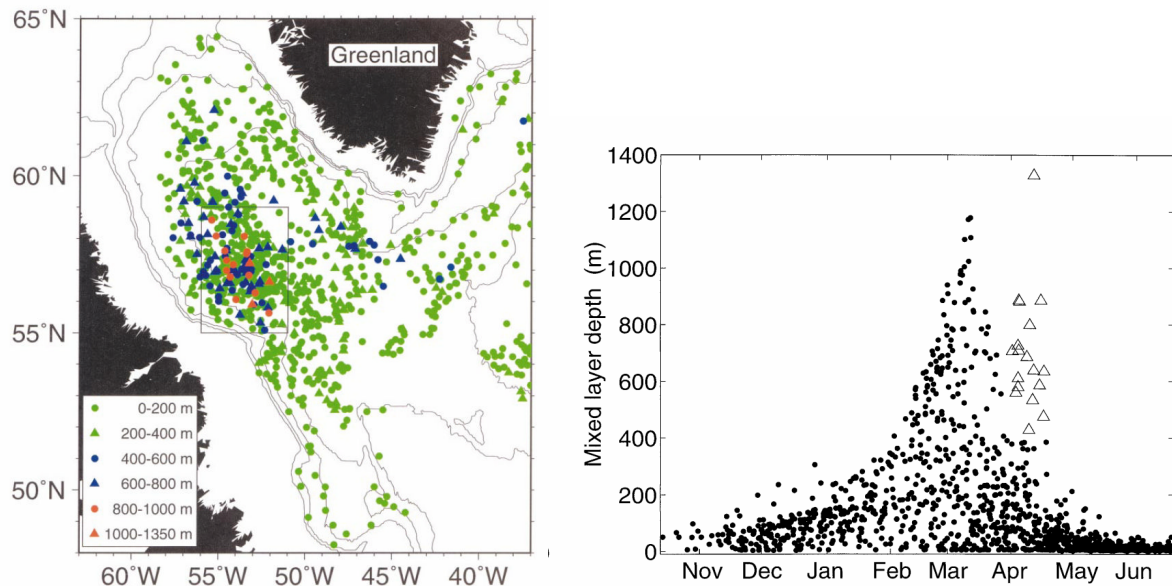 65°N
60°N
55°N
50°N
Greenland
0-200 m
200-400 m
400-600 m
600-800 m
800-1000 m
1000-1350 m
60°W
55°W
50°W
45°W
40°W
Mixed layer depth (m)
1400
1200
1000
800
600
400
200
0
Nov
Dec
Jan
Feb
Mar
Apr
May
Jun